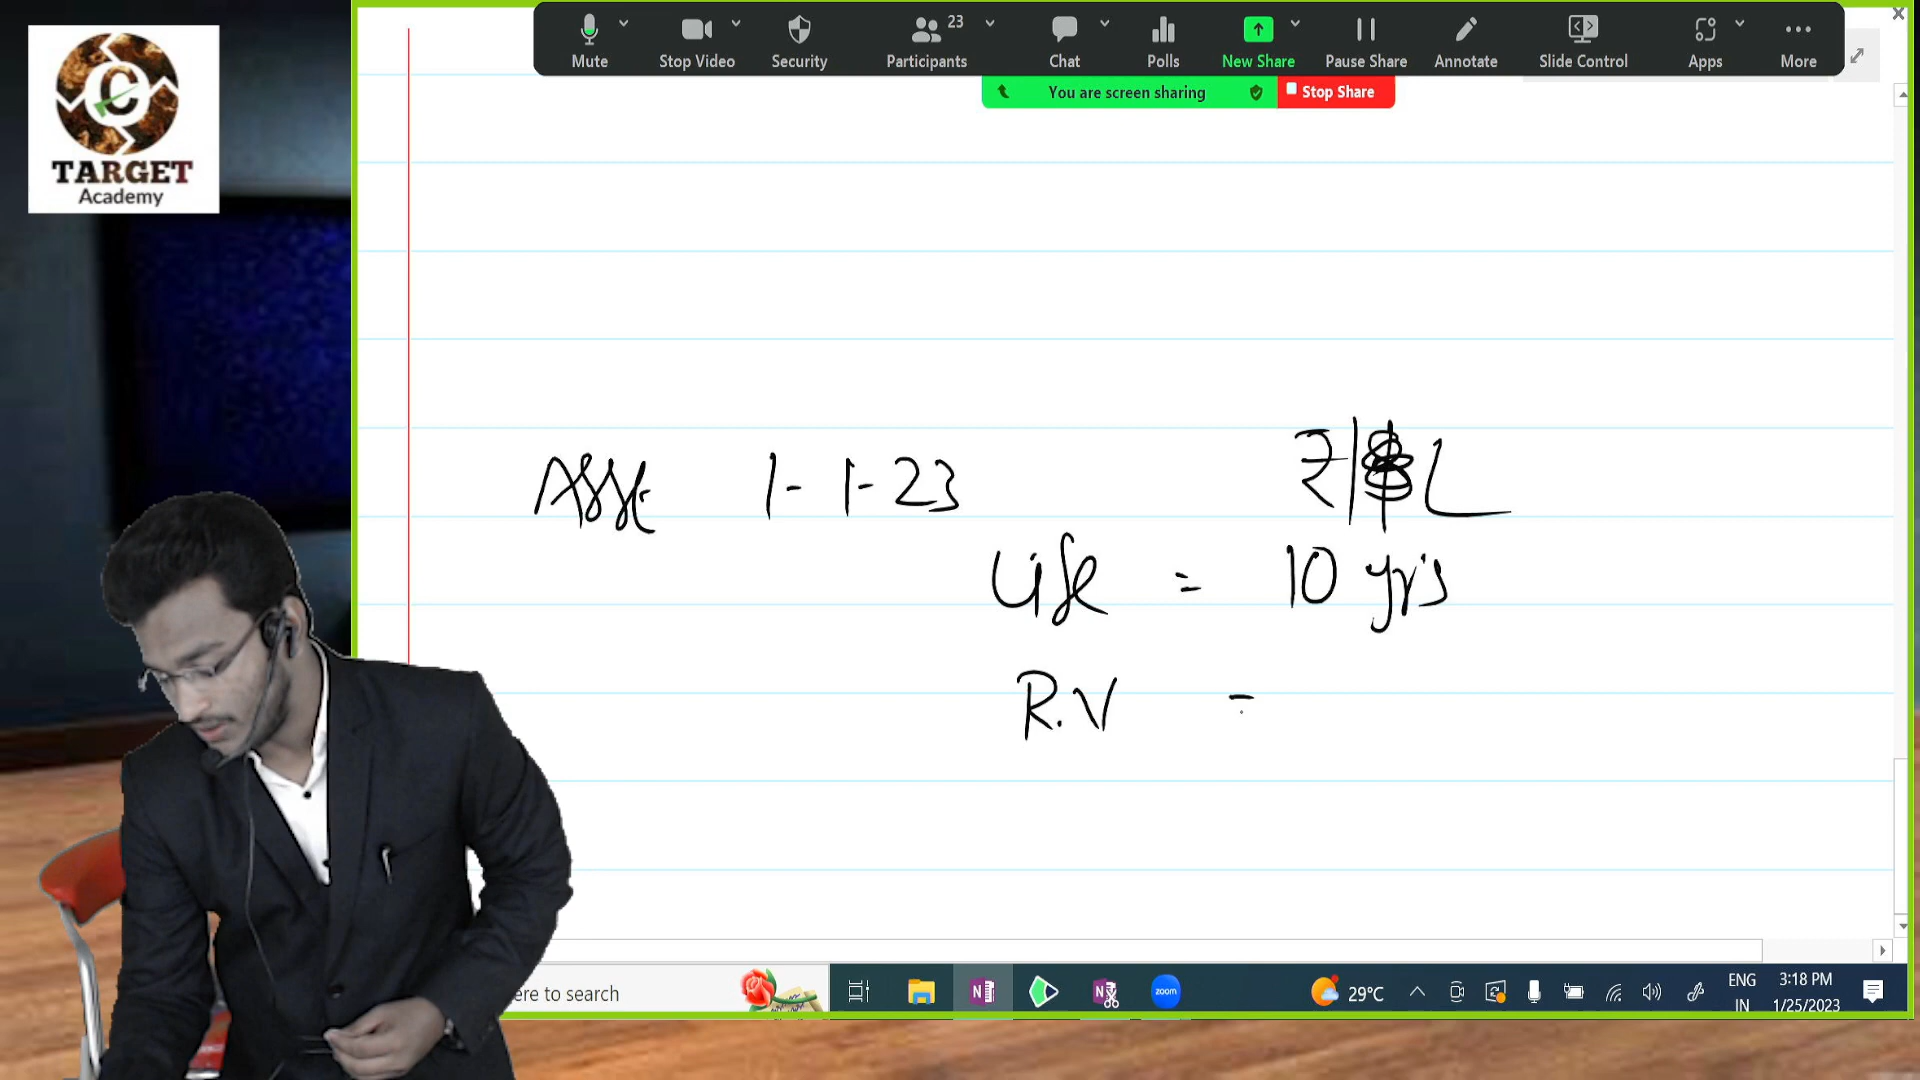 TARGET
Academy
Mute
Stop Video
Security
Participants
23
Chat
Polls
New Share
Pause Share
Annotate
Slide Control
Apps
More
You are screen sharing
Stop Share
1-1-23
₹ L
Life = 10 yrs
R.V =
ere to search
zoom
29°C
ENG
IN
3:18 PM
1/25/2023